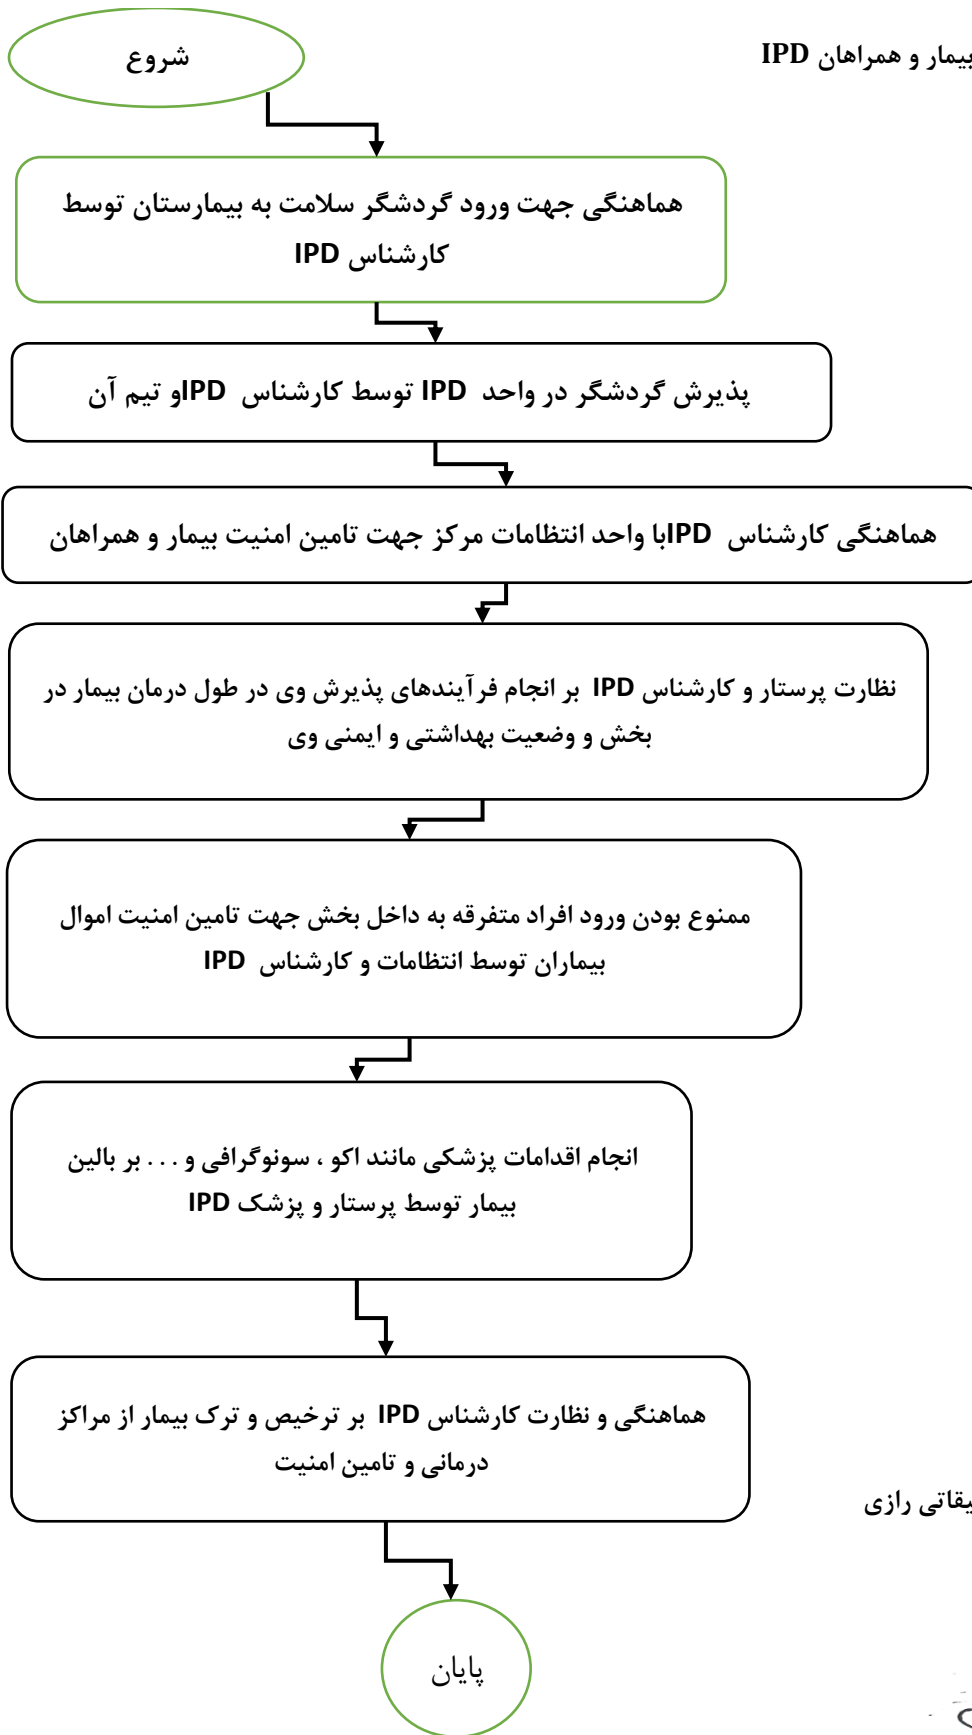 بیمار و همراهان IPD
شروع
هماهنگی جهت ورود گردشگر سلامت به بیمارستان توسط
کارشناس IPD
پذیرش گردشگر در واحد IPD توسط کارشناس IPDو تیم آن
هماهنگی کارشناس IPDبا واحد انتظامات مرکز جهت تامین امنیت بیمار و همراهان
نظارت پرستار و کارشناس IPD بر انجام فرآیندهای پذیرش وی در طول درمان بیمار در
بخش و وضعیت بهداشتی و ایمنی وی
ممنوع بودن ورود افراد متفرقه به داخل بخش جهت تامین امنیت اموال
بیماران توسط انتظامات و کارشناس IPD
انجام اقدامات پزشکی مانند اکو ، سونوگرافی و . . . بر بالین
بیمار توسط پرستار و پزشک IPD
هماهنگی و نظارت کارشناس IPD بر ترخیص و ترک بیمار از مراکز
درمانی و تامین امنیت
رازی
پایان